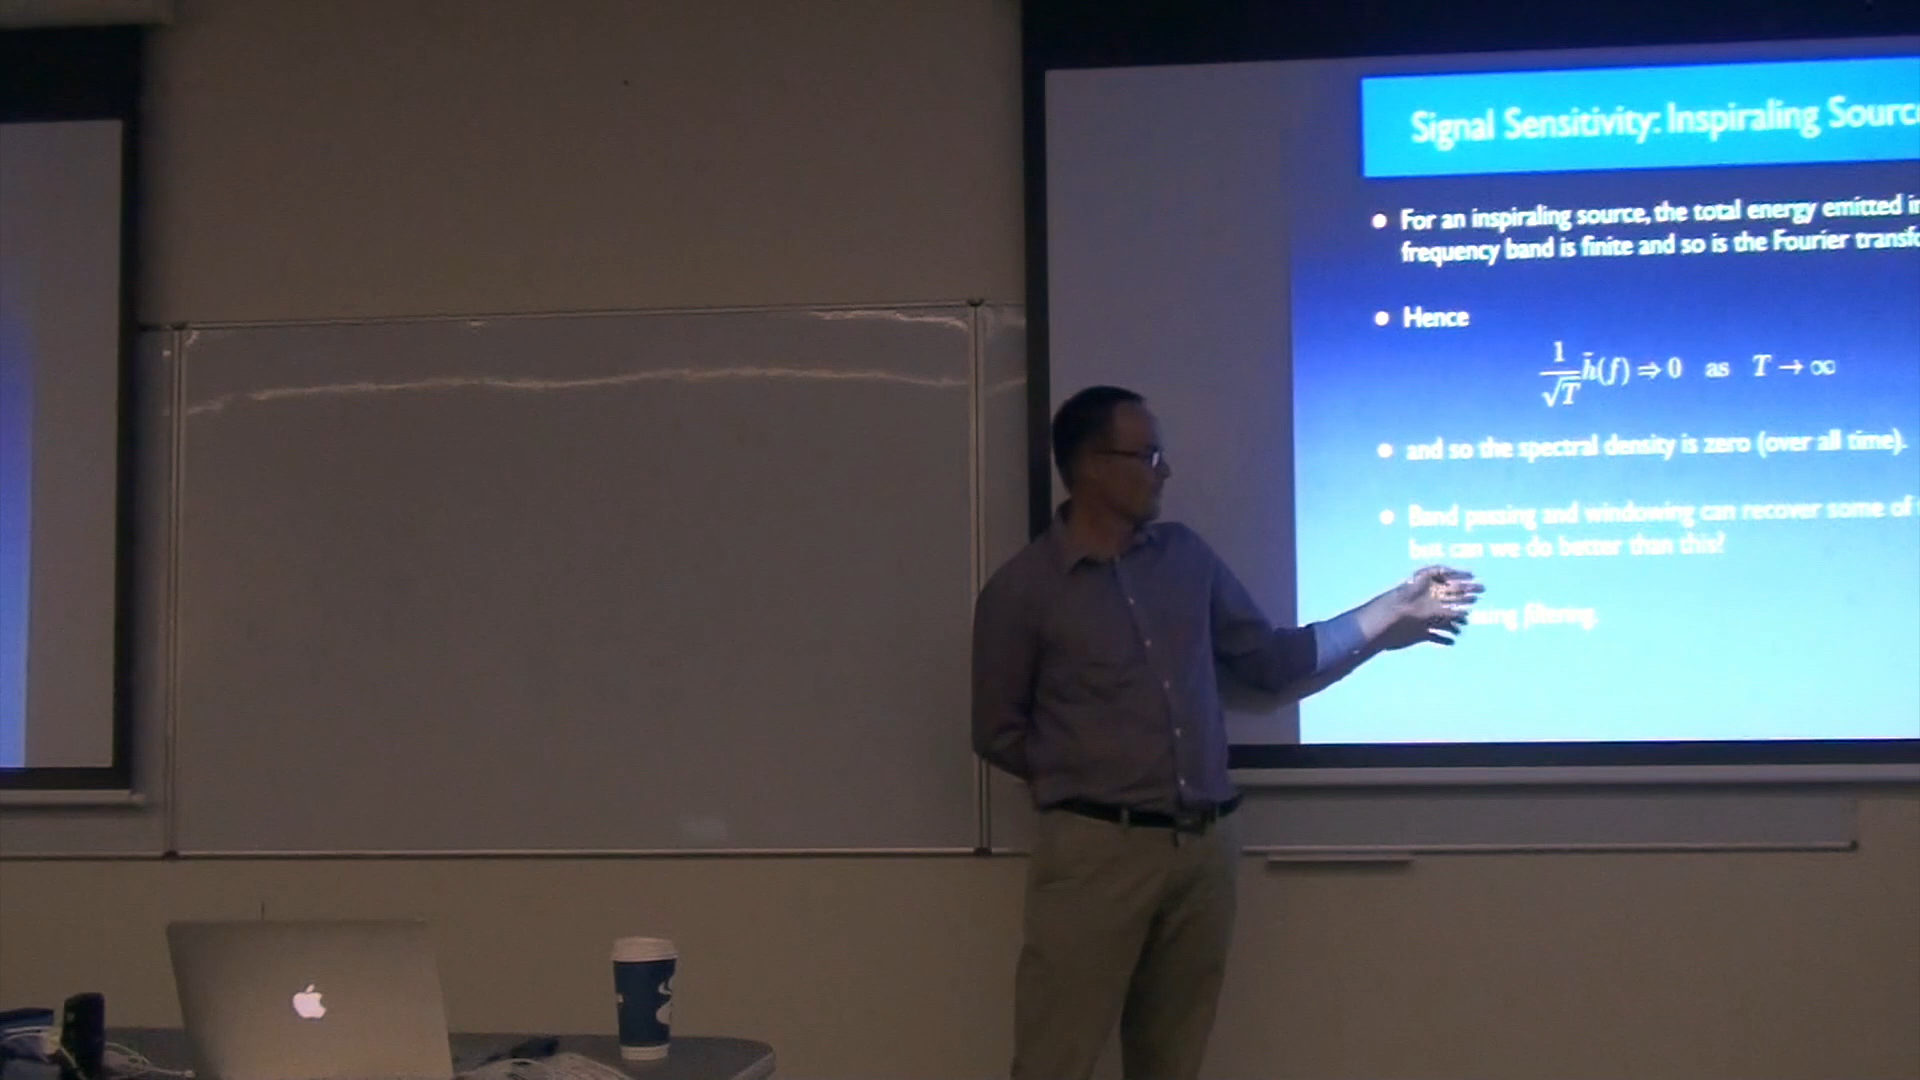 Signal Sensitivity: Inspiraling
For an inspiraling source, the total energy emitted
frequency band is finite and so is the Fourier
Hence
1/√T h̃(f) ⇒ 0 as T → ∞
and so the spectral density is zero (over all time).
Band passing and windowing can recover some of
but can we do better than this?
filtering.